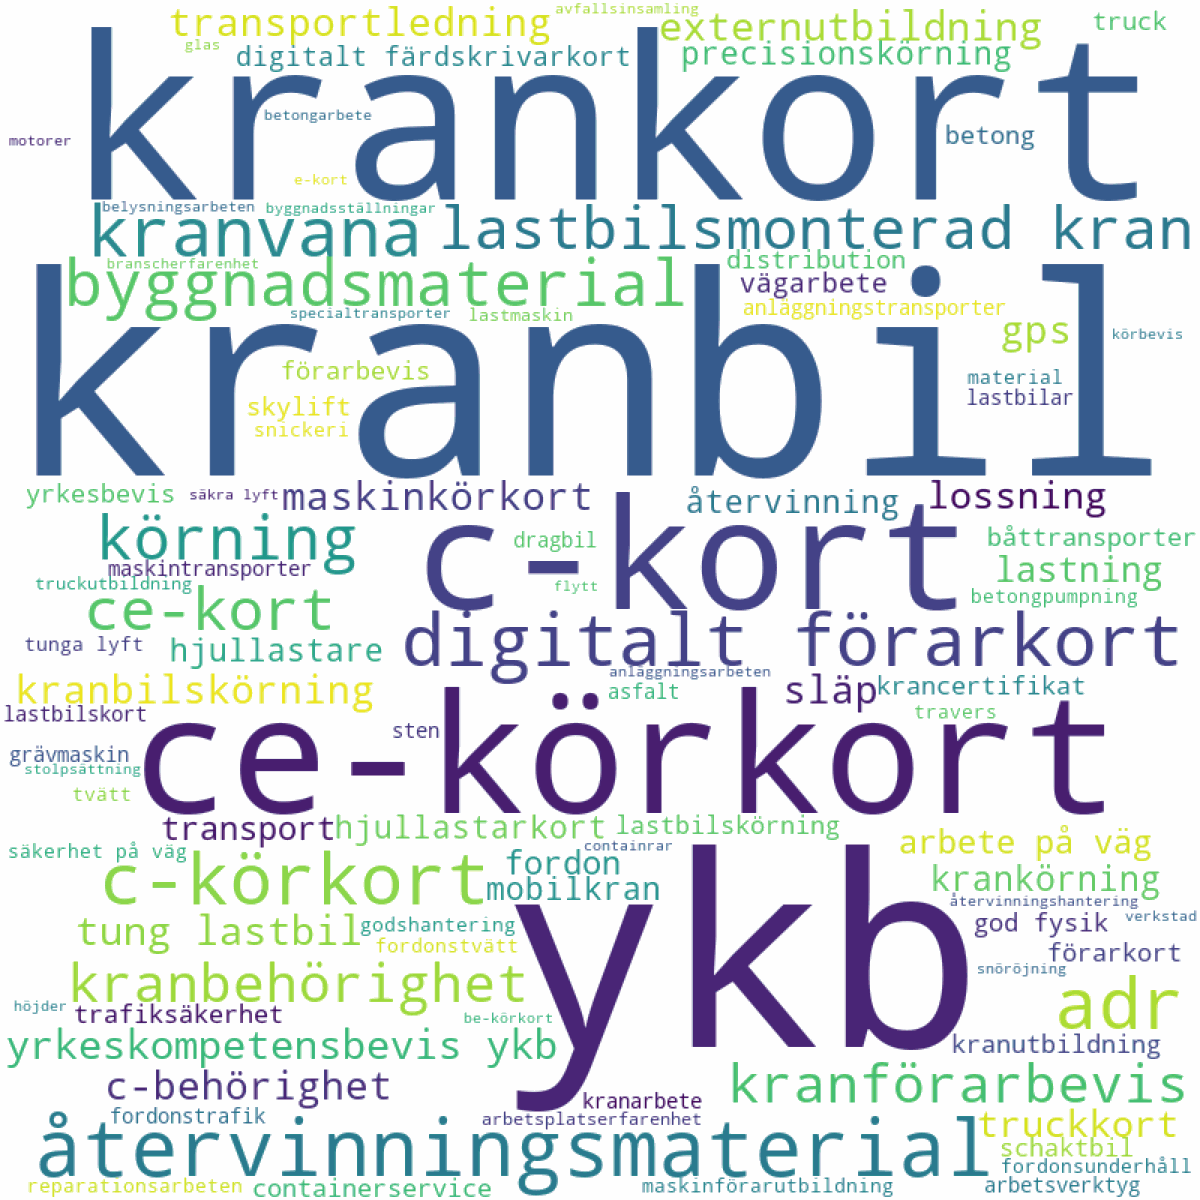 avfallsinsamling
transportledning
externutbildning
truck
glas
digitalt färdskrivarkort
precisionskörning
krankort
betongarbete
betong
motorer
e-kort
belysningsarbeten
byggnadsställningar
kranvana
lastbilsmonterad kran
branscherfarenhet
byggnadsmaterial
distribution
vägarbete
specialtransporter
lastmaskin
anläggningstransporter
gps
körbevis
kranbil
förarbevis
material
lastbilar
skylift
snickeri
yrkesbevis
säkra lyft
maskinkörkort
återvinning
lossning
körning
c-kort
dragbil
båttransporter
maskintransporter
lastning
truckutbildning
flytt
betongpumpning
ce-kort
tunga lyft
hjullastare
digitalt förarkort
anläggningsarbeten
kranbilskörning
asfalt
släp
krancertifikat
lastbilskort
travers
sten
ce-körkort
grävmaskin
stolpsättning
tvätt
transport
hjullastarkort
lastbilskörning
containrar
arbete på väg
säkerhet på väg
fordon
c-körkort
mobilkran
krankörning
återvinningshantering
ykb
tung lastbil
godshantering
god fysik
verkstad
fordonstvätt
förarkort
kranbehörighet
snöröjning
höjder
trafiksäkerhet
be-körkort
adr
yrkeskompetensbevis ykb
kranutbildning
c-behörighet
kranförarbevis
kranarbete
fordonstrafik
arbetsplatserfarenhet
truckkort
återvinningsmaterial
schaktbil
fordonsunderhåll
reparationsarbeten
containerservice
maskinförarutbildning
arbetsverktyg